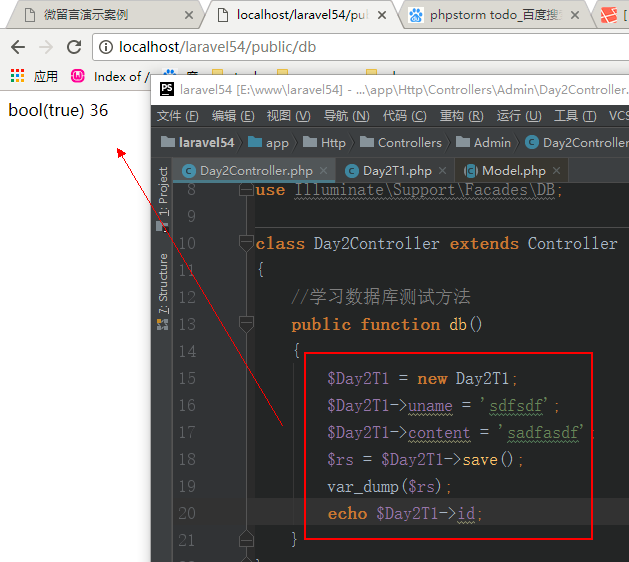 微留言演示案例 × localhost/laravel54/pu × phpstorm todo_百度搜 ×
localhost/laravel54/public/db
应用 Index of /
bool(true) 36
PS laravel54 [E:\www\laravel54] - ...\app\Http\Controllers\Admin\Day2Controller.
文件 (F) 编辑 (E) 视图 (V) 导航 (N) 代码 (C) 重构 (R) 运行 (U) 工具 (T) VCS
laravel54 app Http Controllers Admin Day2Controller
Day2Controller.php × Day2T1.php × Model.php ×
1: Project
7: Structure
8 use Illuminate\Support\Facades\DB;
9
10 class Day2Controller extends Controller
11 {
12 //学习数据库测试方法
13 public function db()
14 {
15 $Day2T1 = new Day2T1;
16 $Day2T1->uname = 'sdfsdf';
17 $Day2T1->content = 'sadfasdf';
18 $rs = $Day2T1->save();
19 var_dump($rs);
20 echo $Day2T1->id;
21 }